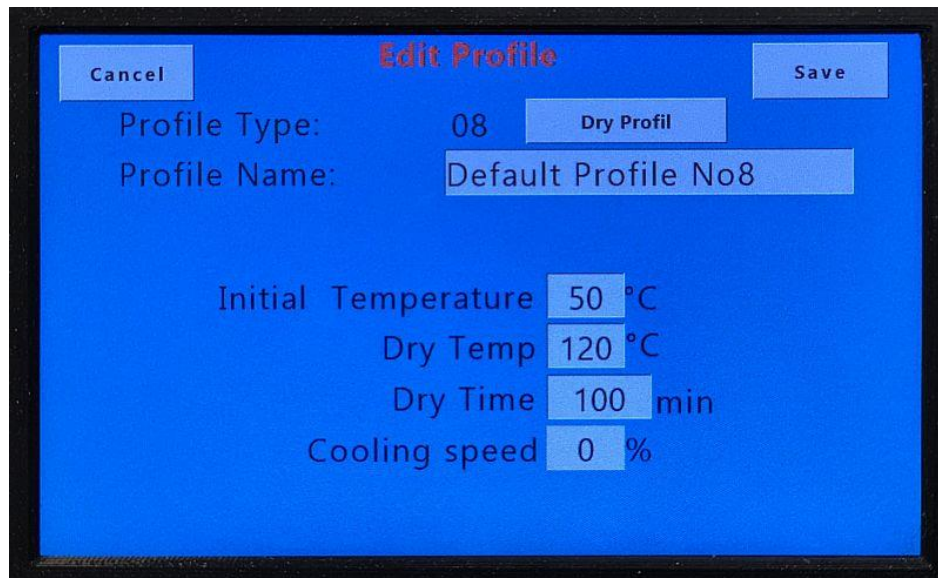 Edit Profile
Cancel
Save
Profile Type: 08 Dry Profil
Profile Name: Default Profile No8
Initial Temperature 50 °C
Dry Temp 120 °C
Dry Time 100 min
Cooling speed 0 %